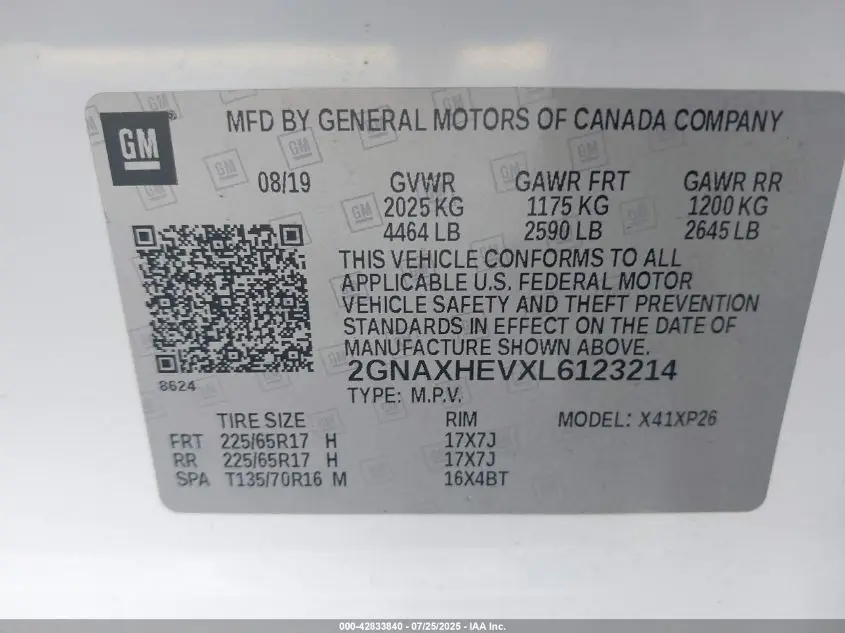 GM
MFD BY GENERAL MOTORS OF CANADA COMPANY
08/19 GVWR GAWR FRT GAWR RR
2025 KG 1175 KG 1200 KG
4464 LB 2590 LB 2645 LB
THIS VEHICLE CONFORMS TO ALL
APPLICABLE U.S. FEDERAL MOTOR
VEHICLE SAFETY AND THEFT PREVENTION
STANDARDS IN EFFECT ON THE DATE OF
MANUFACTURE SHOWN ABOVE.
8624
2GNAXHEVXL6123214
TYPE: M.P.V.
TIRE SIZE RIM MODEL: X41XP26
FRT 225/65R17 H 17X7J
RR 225/65R17 H 17X7J
SPA T135/70R16 M 16X4BT
000-42833840 - 07/25/2025 - IAA Inc.